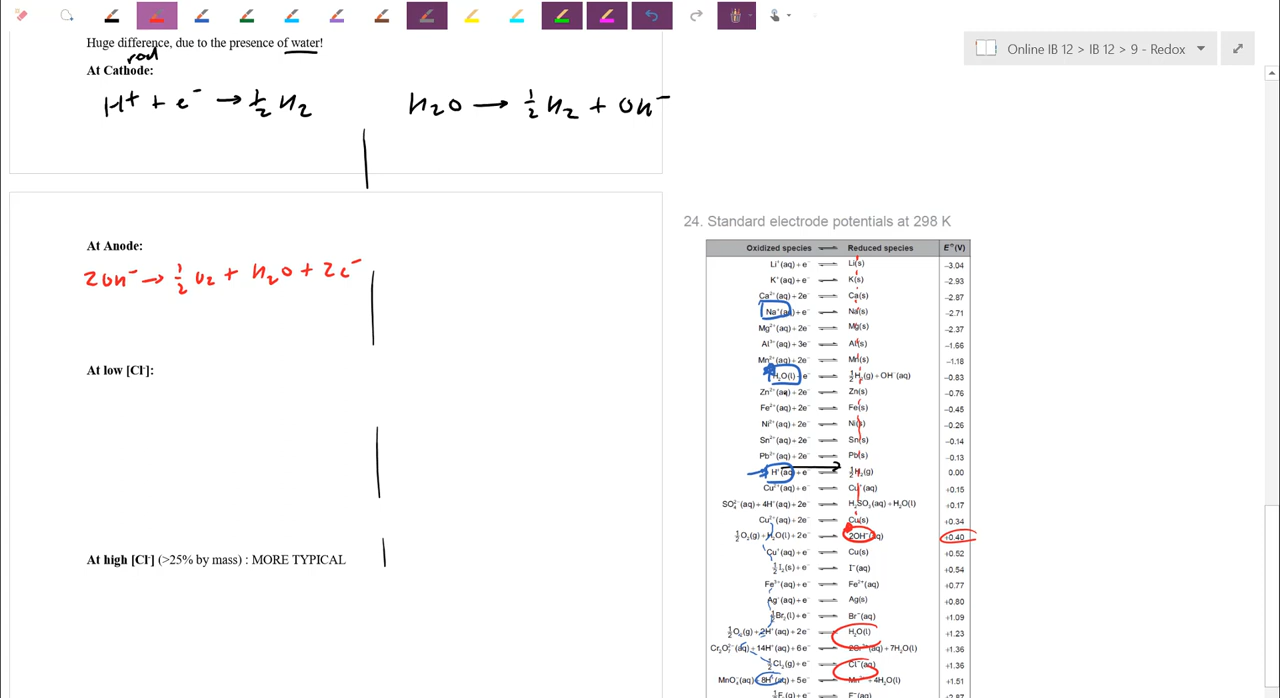 Huge difference, due to the presence of water!
rod
At Cathode:
H⁺ + e⁻ → ½ H₂
H₂O → ½ H₂ + OH⁻
At Anode:
2OH⁻ → ½ O₂ + H₂O + 2e⁻
At low [Cl⁻]:
At high [Cl⁻] (>25% by mass) : MORE TYPICAL
Online IB 12 > IB 12 > 9 - Redox
24. Standard electrode potentials at 298 K
Oxidized species ⇌ Reduced species E⊖(V)
Li⁺(aq) + e⁻ ⇌ Li(s) −3.04
K⁺(aq) + e⁻ ⇌ K(s) −2.93
Ca²⁺(aq) + 2e⁻ ⇌ Ca(s) −2.87
Na⁺(aq) + e⁻ ⇌ Na(s) −2.71
Mg²⁺(aq) + 2e⁻ ⇌ Mg(s) −2.37
Al³⁺(aq) + 3e⁻ ⇌ Al(s) −1.66
Mn²⁺(aq) + 2e⁻ ⇌ Mn(s) −1.18
H₂O(l) + e⁻ ⇌ ½H₂(g) + OH⁻(aq) −0.83
Zn²⁺(aq) + 2e⁻ ⇌ Zn(s) −0.76
Fe²⁺(aq) + 2e⁻ ⇌ Fe(s) −0.45
Ni²⁺(aq) + 2e⁻ ⇌ Ni(s) −0.26
Sn²⁺(aq) + 2e⁻ ⇌ Sn(s) −0.14
Pb²⁺(aq) + 2e⁻ ⇌ Pb(s) −0.13
H⁺(aq) + e⁻ ⇌ ½H₂(g) 0.00
Cu²⁺(aq) + e⁻ ⇌ Cu⁺(aq) +0.15
SO₄²⁻(aq) + 4H⁺(aq) + 2e⁻ ⇌ H₂SO₃(aq) + H₂O(l) +0.17
Cu²⁺(aq) + 2e⁻ ⇌ Cu(s) +0.34
½O₂(g) + H₂O(l) + 2e⁻ ⇌ 2OH⁻(aq) +0.40
Cu⁺(aq) + e⁻ ⇌ Cu(s) +0.52
½I₂(s) + e⁻ ⇌ I⁻(aq) +0.54
Fe³⁺(aq) + e⁻ ⇌ Fe²⁺(aq) +0.77
Ag⁺(aq) + e⁻ ⇌ Ag(s) +0.80
½Br₂(l) + e⁻ ⇌ Br⁻(aq) +1.09
½O₂(g) + 2H⁺(aq) + 2e⁻ ⇌ H₂O(l) +1.23
Cr₂O₇²⁻(aq) + 14H⁺(aq) + 6e⁻ ⇌ 2Cr³⁺(aq) + 7H₂O(l) +1.36
½Cl₂(g) + e⁻ ⇌ Cl⁻(aq) +1.36
MnO₄⁻(aq) + 8H⁺(aq) + 5e⁻ ⇌ Mn²⁺ + 4H₂O(l) +1.51